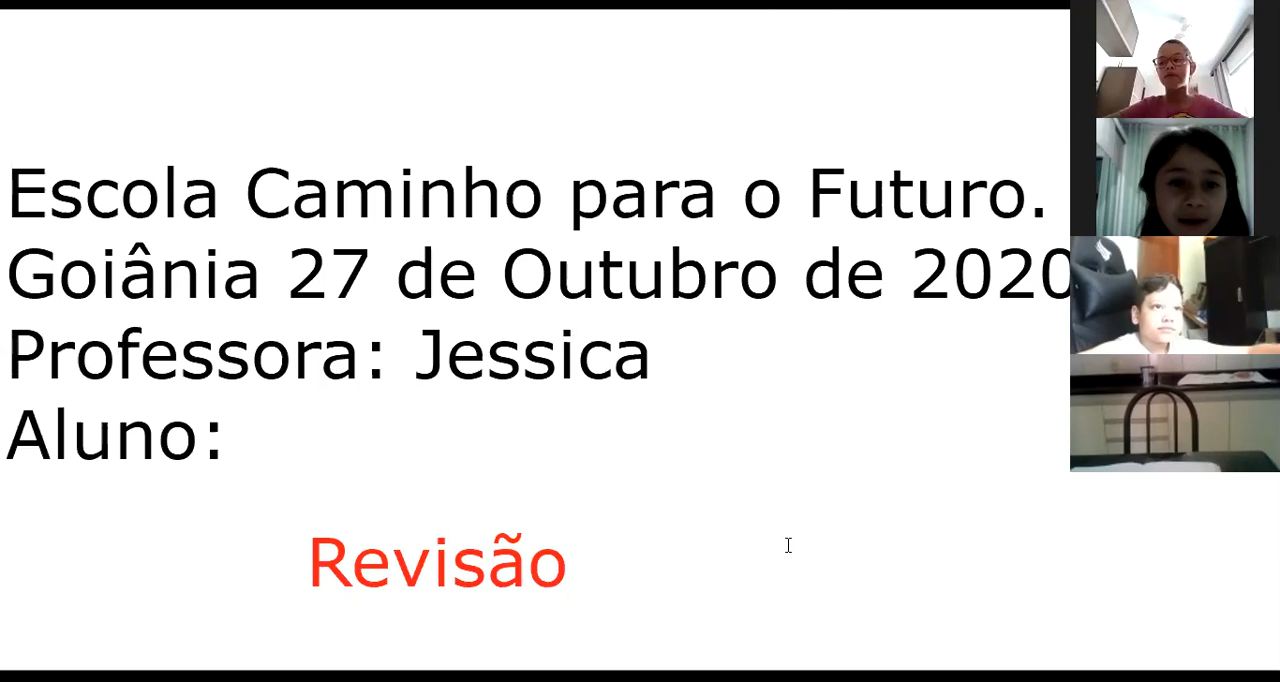 Escola Caminho para o Futuro.
Goiânia 27 de Outubro de 2020
Professora: Jessica
Aluno:
Revisão